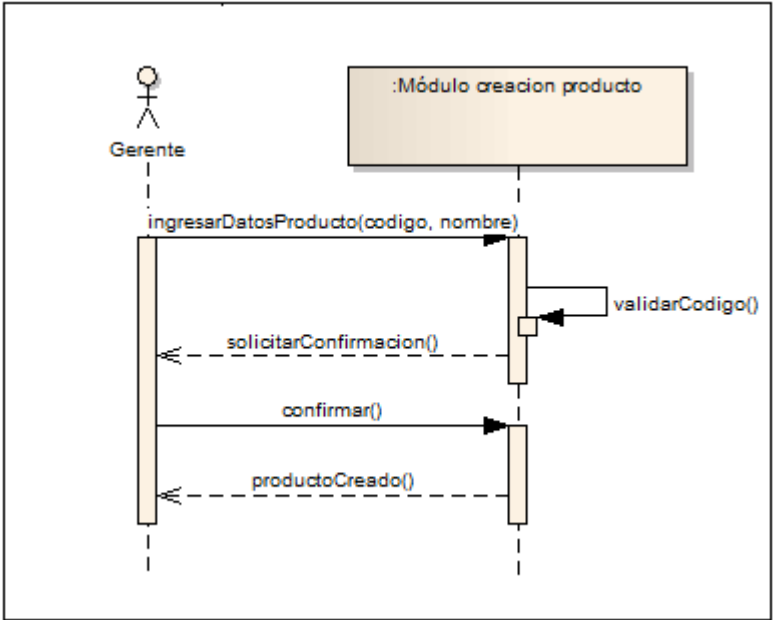 :Módulo creacion producto
Gerente
ingresarDatosProducto(codigo, nombre)
validarCodigo()
solicitarConfirmacion()
confirmar()
productoCreado()